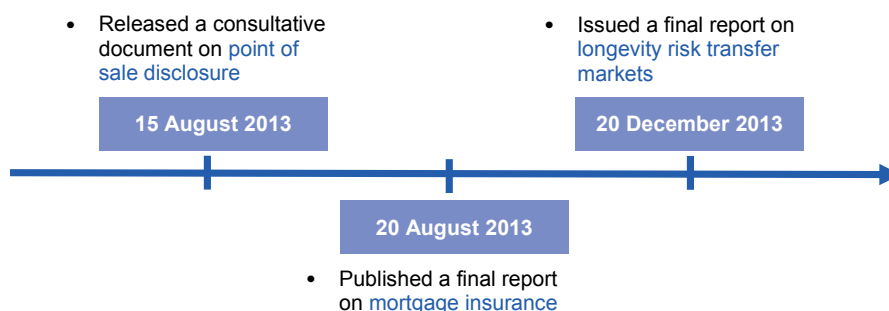 • Released a consultative
document on point of
sale disclosure
15 August 2013
• Issued a final report on
longevity risk transfer
markets
20 December 2013
20 August 2013
• Published a final report
on mortgage insurance